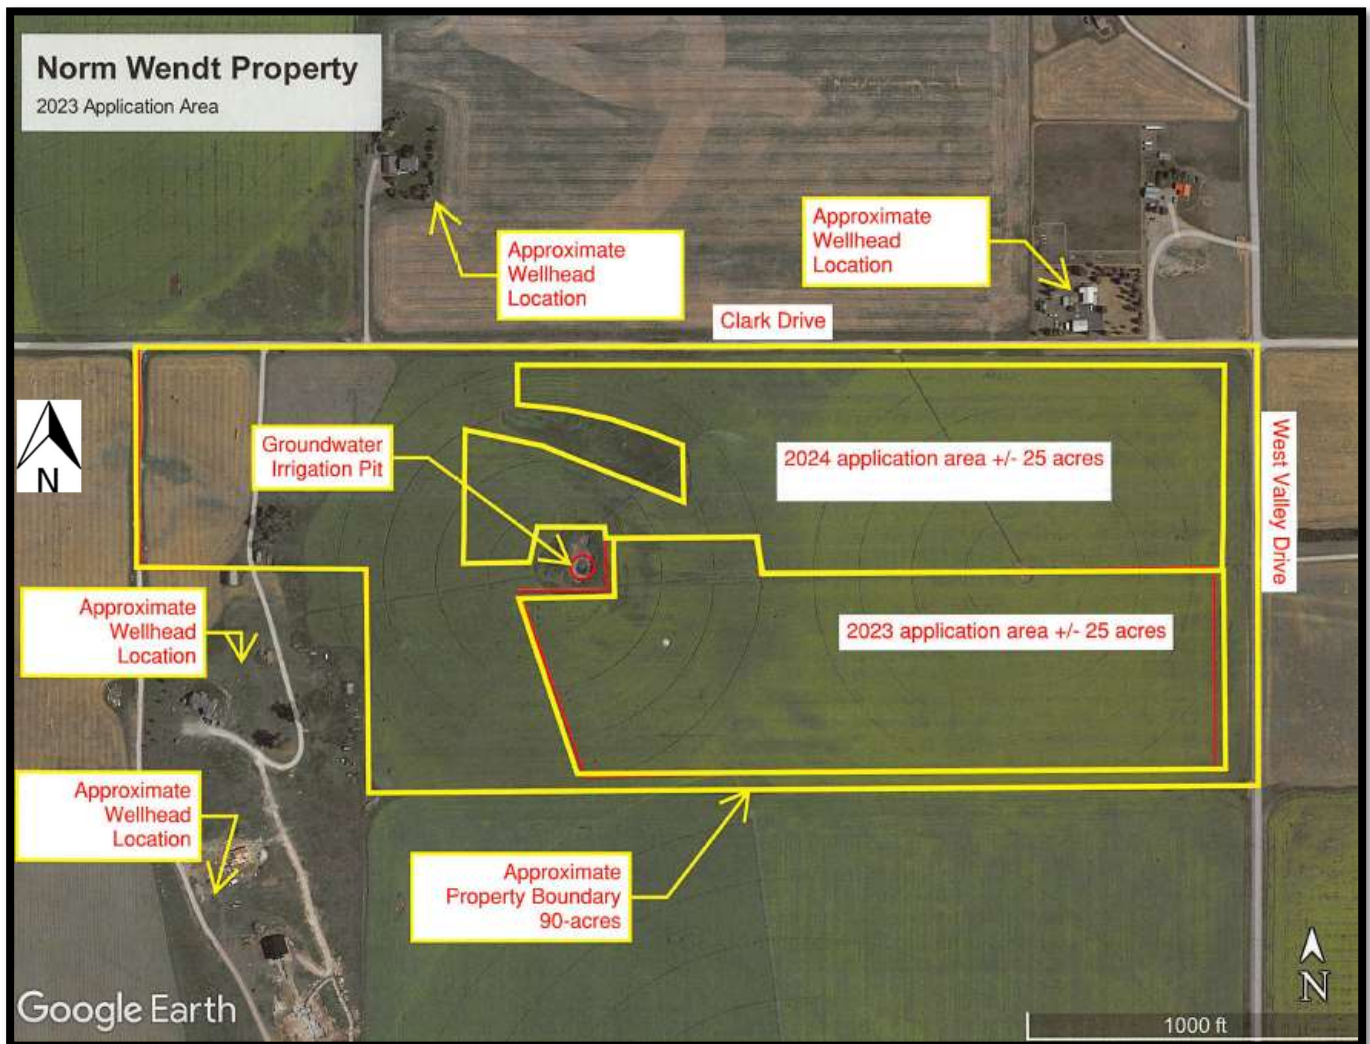 Norm Wendt Property
2023 Application Area
Approximate
Wellhead
Location
Approximate
Wellhead
Location
Clark Drive
N
Groundwater
Irrigation Pit
2024 application area +/- 25 acres
West Valley Drive
Approximate
Wellhead
Location
2023 application area +/- 25 acres
Approximate
Wellhead
Location
Approximate
Property Boundary
90-acres
N
Google Earth
1000 ft